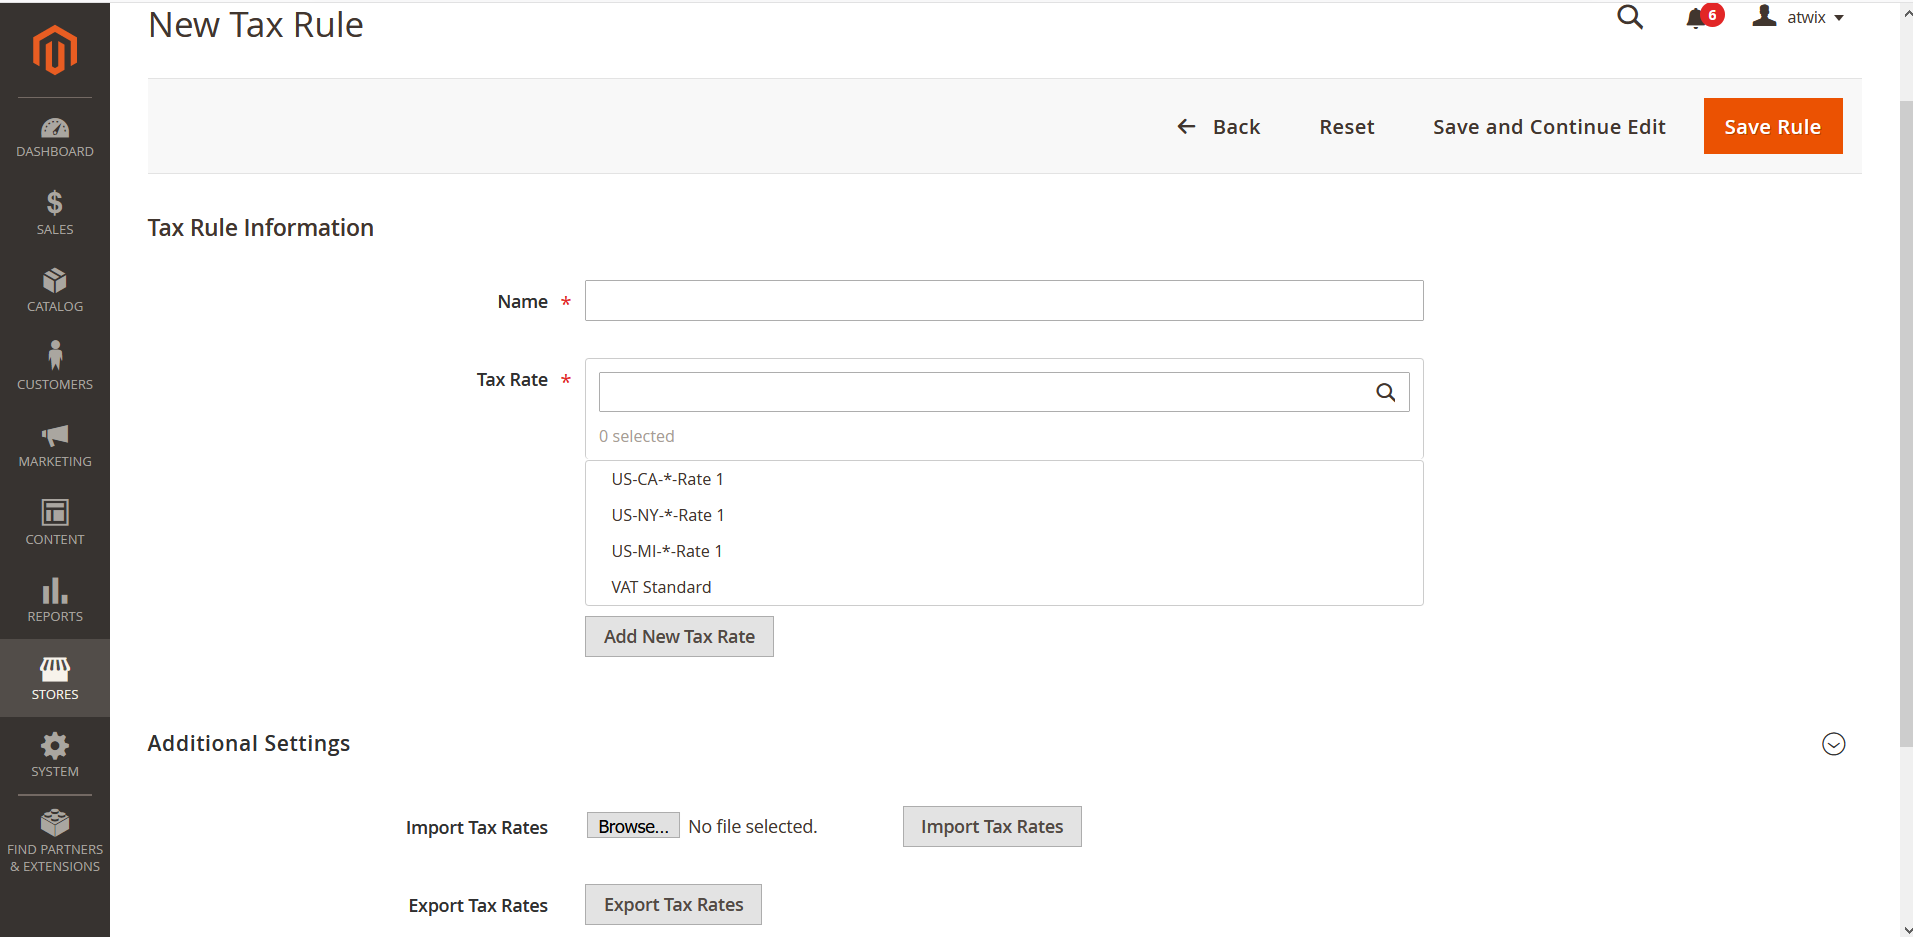 New Tax Rule
6
atwix
Back
Reset
Save and Continue Edit
Save Rule
DASHBOARD
SALES
CATALOG
CUSTOMERS
MARKETING
CONTENT
REPORTS
STORES
SYSTEM
FIND PARTNERS
& EXTENSIONS
Tax Rule Information
Name *
Tax Rate *
0 selected
US-CA-*-Rate 1
US-NY-*-Rate 1
US-MI-*-Rate 1
VAT Standard
Add New Tax Rate
Additional Settings
Import Tax Rates
Browse... No file selected.
Import Tax Rates
Export Tax Rates
Export Tax Rates